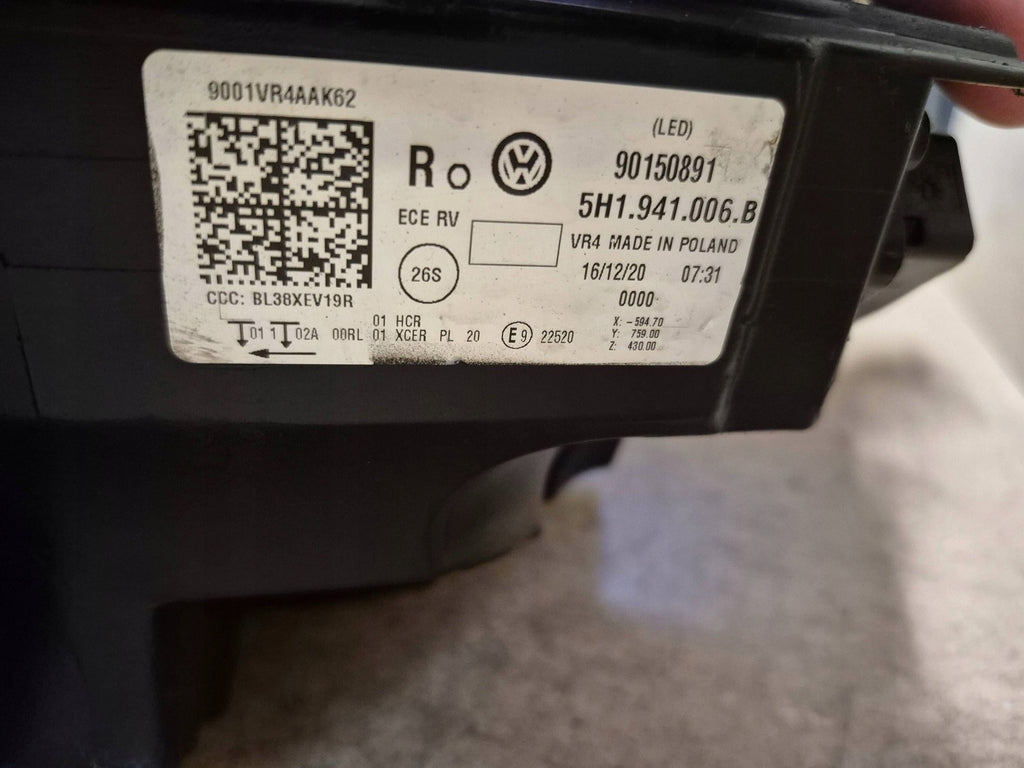 9001VR4AAK62
R
ECE RV
26S
CCC: BL38XEV19R
(LED)
90150891
5H1.941.006.B
VR4 MADE IN POLAND
16/12/20 07:31
0000
X: -594.70
Y: 759.00
Z: 430.00
01 HCR
01 1 02A 00RL 01 XCER PL 20 E9 22520